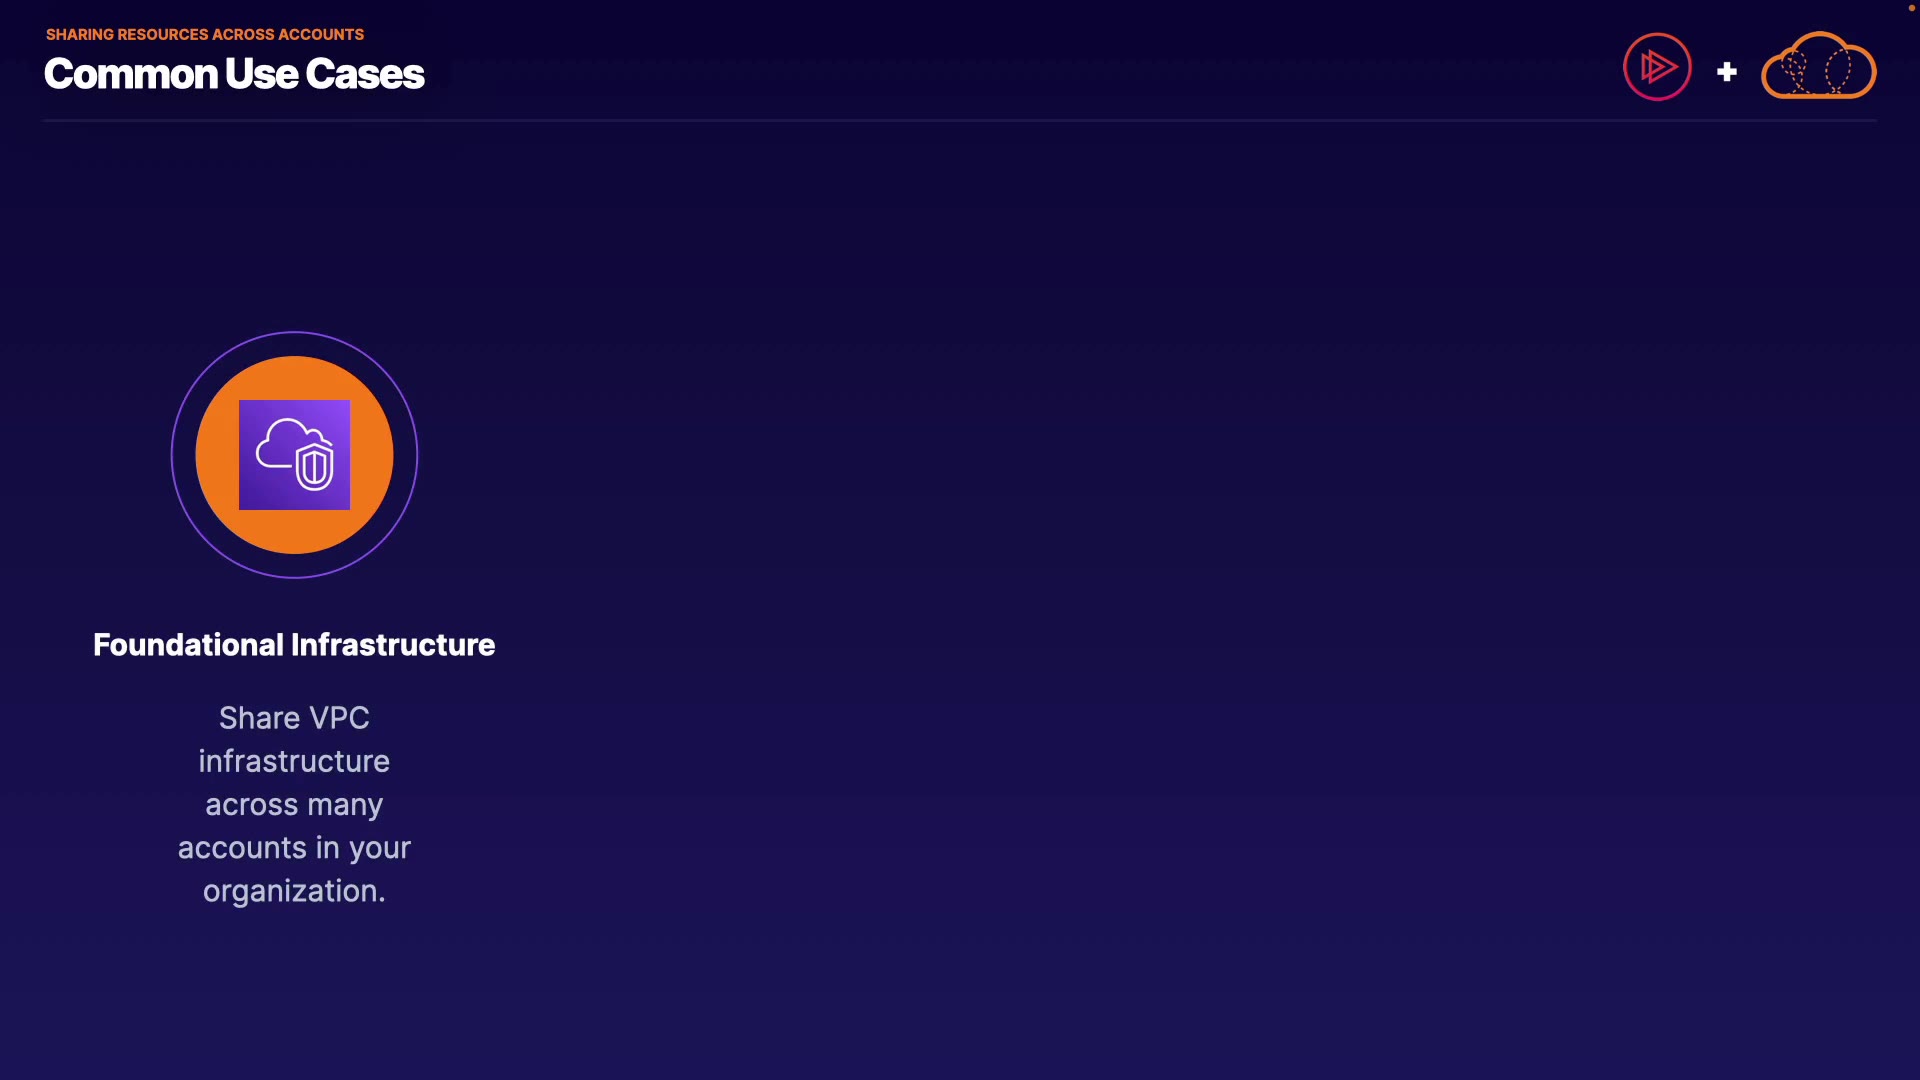 SHARING RESOURCES ACROSS ACCOUNTS
Common Use Cases
Foundational Infrastructure
Share VPC
infrastructure
across many
accounts in your
organization.